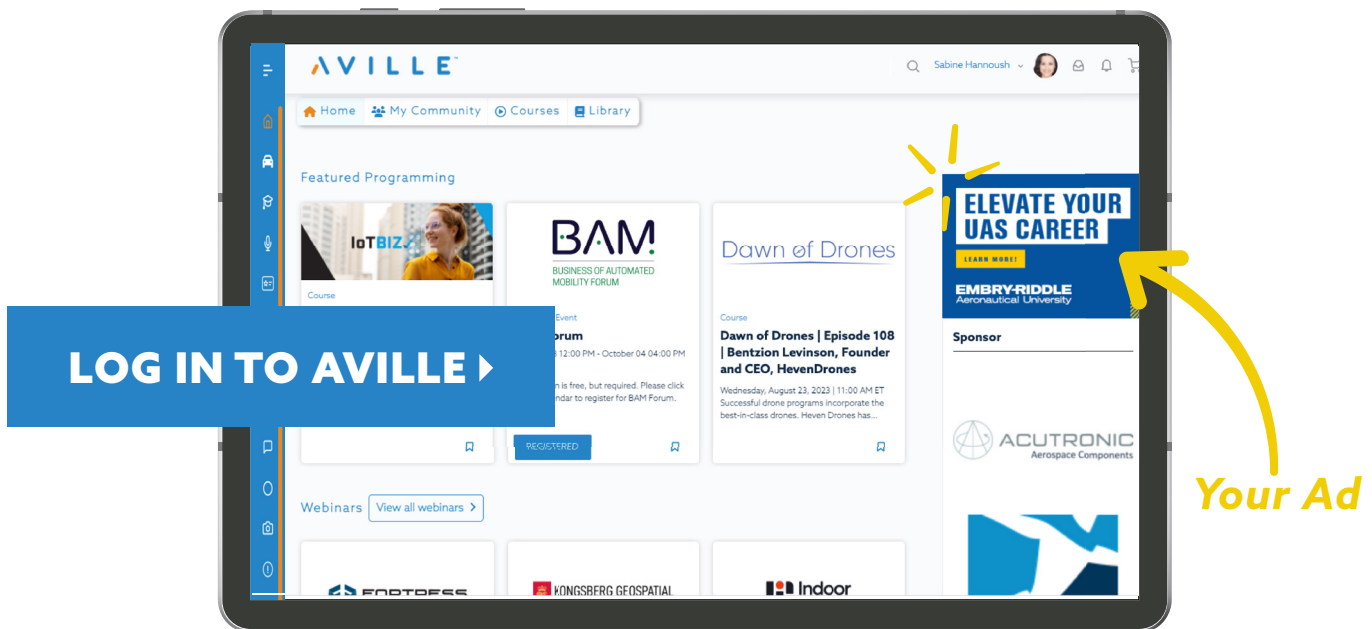 AVILLE™
Sabine Hannoush
Home
My Community
Courses
Library
Featured Programming
IoTBIZ
Course
BAM!
BUSINESS OF AUTOMATED
MOBILITY FORUM
Event
orum
12:00 PM - October 04 04:00 PM
n is free, but required. Please click
ndar to register for BAM Forum.
REGISTERED
Dawn of Drones
Course
Dawn of Drones | Episode 108
| Bentzion Levinson, Founder
and CEO, HevenDrones
Wednesday, August 23, 2023 | 11:00 AM ET
Successful drone programs incorporate the
best-in-class drones. Heven Drones has...
ELEVATE YOUR
UAS CAREER
LEARN MORE!
EMBRY-RIDDLE
Aeronautical University
Sponsor
ACUTRONIC
Aerospace Components
LOG IN TO AVILLE
Your Ad
Webinars
View all webinars
FORTRESS
KONGSBERG GEOSPATIAL
Indoor